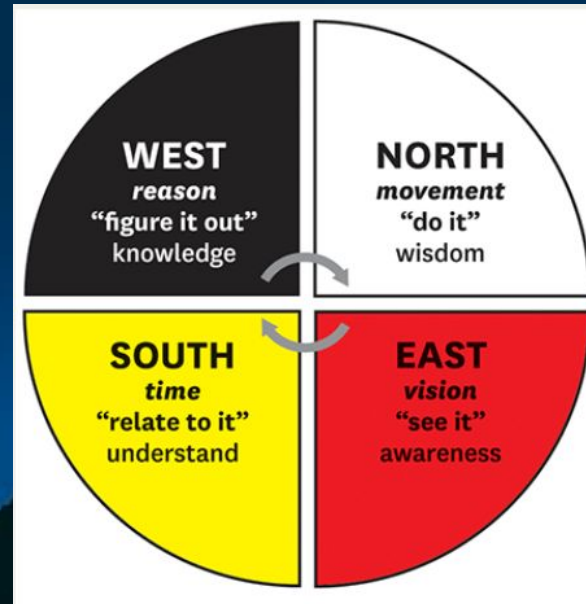 WEST
reason
“figure it out”
knowledge
NORTH
movement
“do it”
wisdom
SOUTH
time
“relate to it”
understand
EAST
vision
“see it”
awareness